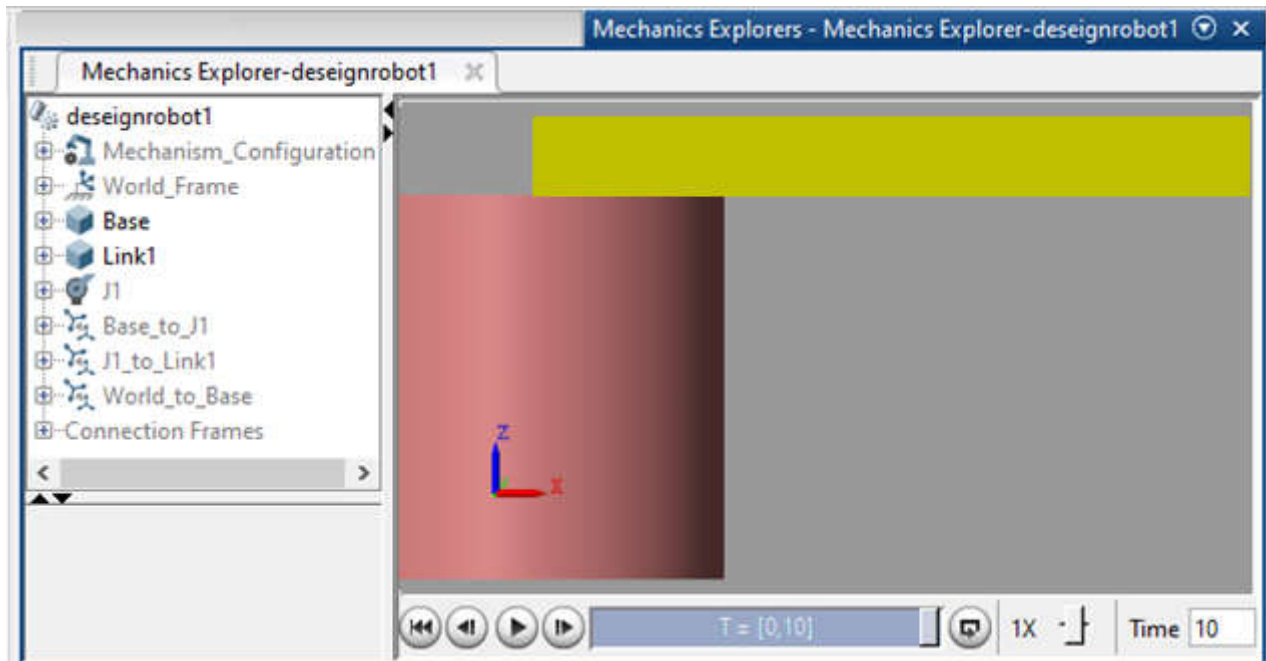 Mechanics Explorers - Mechanics Explorer-deseignrobot1
Mechanics Explorer-deseignrobot1
deseignrobot1
Mechanism_Configuration
World_Frame
Base
Link1
J1
Base_to_J1
J1_to_Link1
World_to_Base
Connection Frames
Z
X
T = [0,10]
1X
Time 10